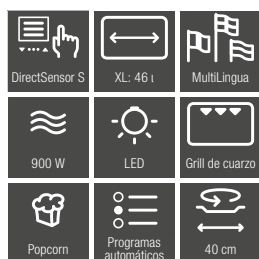 DirectSensor S
XL: 46 l
MultiLingua
900 W
LED
Grill de cuarzo
Popcorn
Programas
automáticos
40 cm